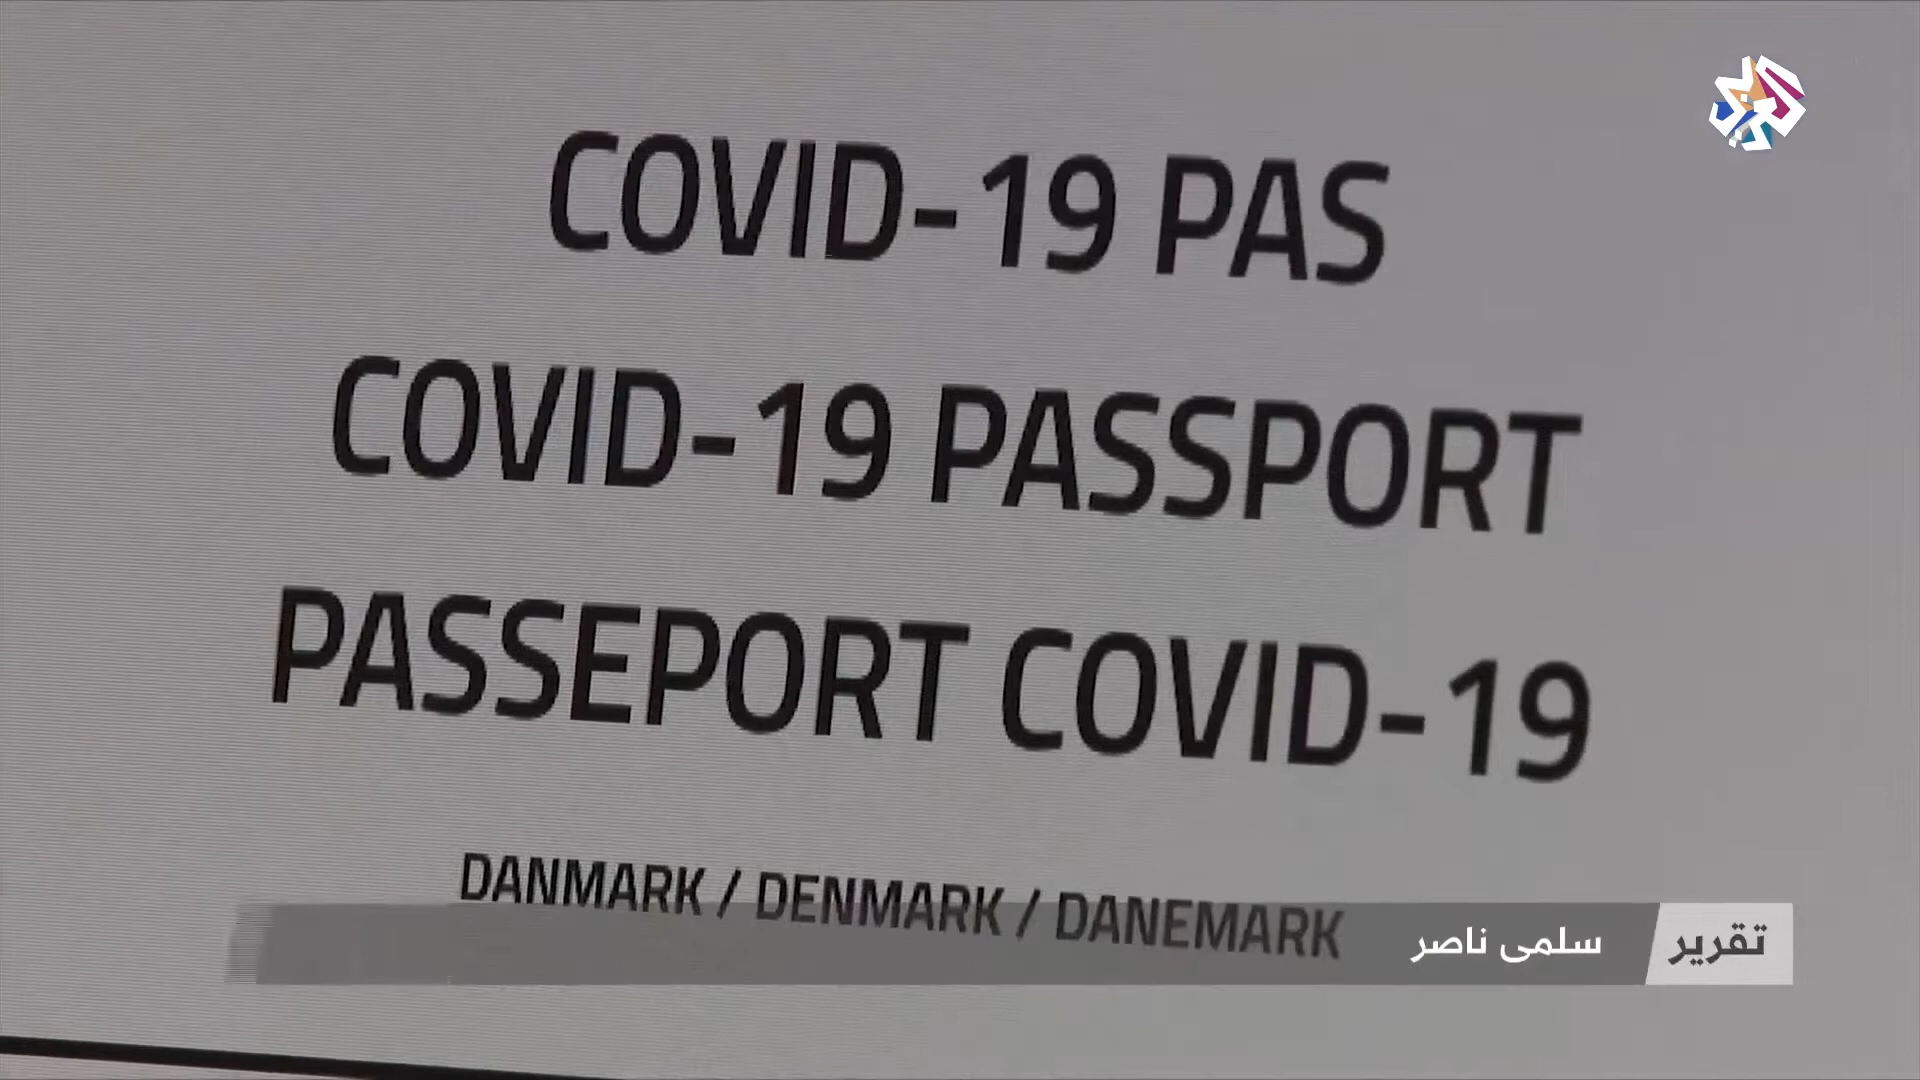 COVID-19 PAS
COVID-19 PASSPORT
PASSEPORT COVID-19
DANMARK / DENMARK / DANEMARK
تقرير سلمى ناصر